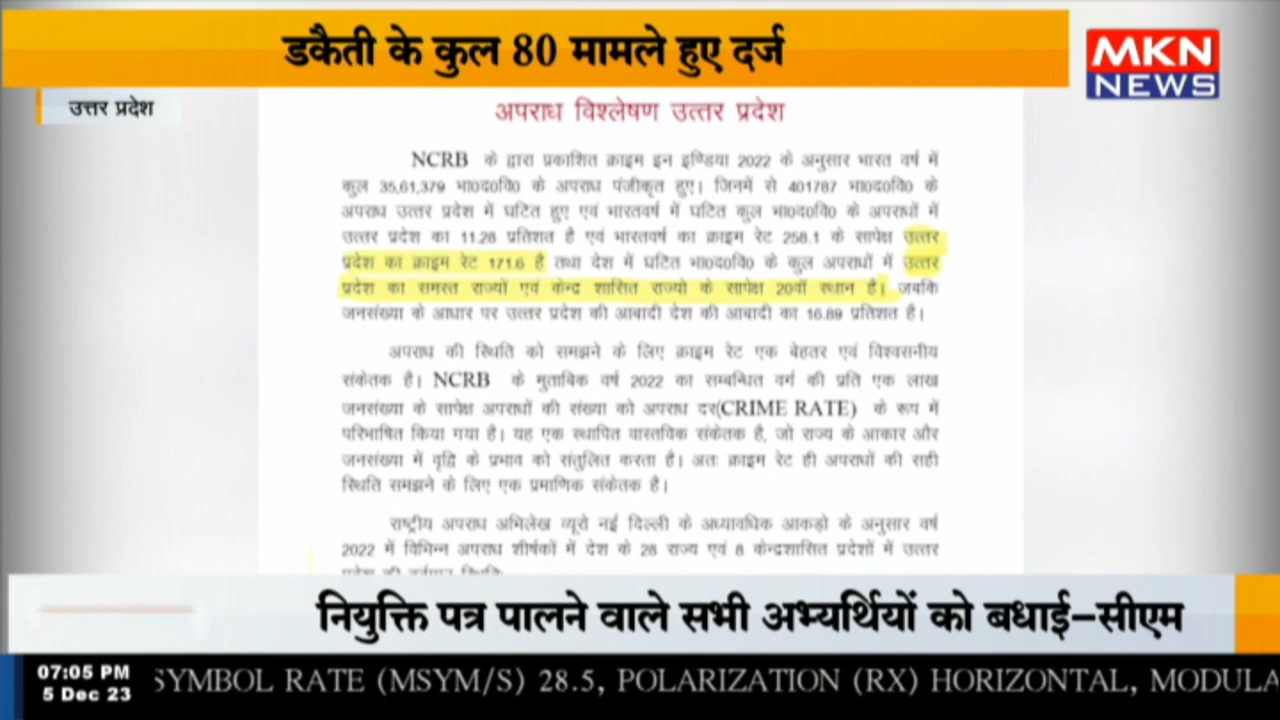 डकैती के कुल 80 मामले हुए दर्ज
MKN
NEWS
उत्तर प्रदेश
अपराध विश्लेषण उत्तर प्रदेश
NCRB के द्वारा प्रकाशित क्राइम इन इण्डिया 2022 के अनुसार भारत वर्ष में
कुल 35,61,379 भा0द0वि0 के अपराध पंजीकृत हुए। जिनमें से 401787 भा0द0वि0 के
अपराध उत्तर प्रदेश में घटित हुए एवं भारतवर्ष में घटित कुल भा0द0वि0 के अपराधों में
उत्तर प्रदेश का 11.28 प्रतिशत है एवं भारतवर्ष का क्राइम रेट 258.1 के सापेक्ष उत्तर
प्रदेश का क्राइम रेट 171.6 है तथा देश में घटित भा0द0वि0 के कुल अपराधों में उत्तर
प्रदेश का समस्त राज्यों एवं केन्द्र शासित राज्यो के सापेक्ष 20वॉ स्थान है। जबकि
जनसंख्या के आधार पर उत्तर प्रदेश की आबादी देश की आबादी का 16.89 प्रतिशत है।
अपराध की स्थिति को समझने के लिए क्राइम रेट एक बेहतर एवं विश्वसनीय
संकेतक है। NCRB के मुताबिक वर्ष 2022 का सम्बन्धित वर्ग की प्रति एक लाख
जनसंख्या के सापेक्ष अपराधों की संख्या को अपराध दर(CRIME RATE) के रूप में
परिभाषित किया गया है। यह एक स्थापित वास्तविक संकेतक है, जो राज्य के आकार और
जनसंख्या में वृद्वि के प्रभाव को संतुलित करता है। अतः क्राइम रेट ही अपराधों की सही
स्थिति समझने के लिए एक प्रमाणिक संकेतक है।
राष्ट्रीय अपराध अभिलेख व्यूरो नई दिल्ली के अध्यावधिक आकड़ो के अनुसार वर्ष
2022 में विभिन्न अपराध शीर्षकों में देश के 28 राज्य एवं 8 केन्दशासित प्रदेशों में उत्तर
नियुक्ति पत्र पालने वाले सभी अभ्यर्थियों को बधाई-सीएम
07:05 PM
5 Dec 23
SYMBOL RATE (MSYM/S) 28.5, POLARIZATION (RX) HORIZONTAL, MODULA